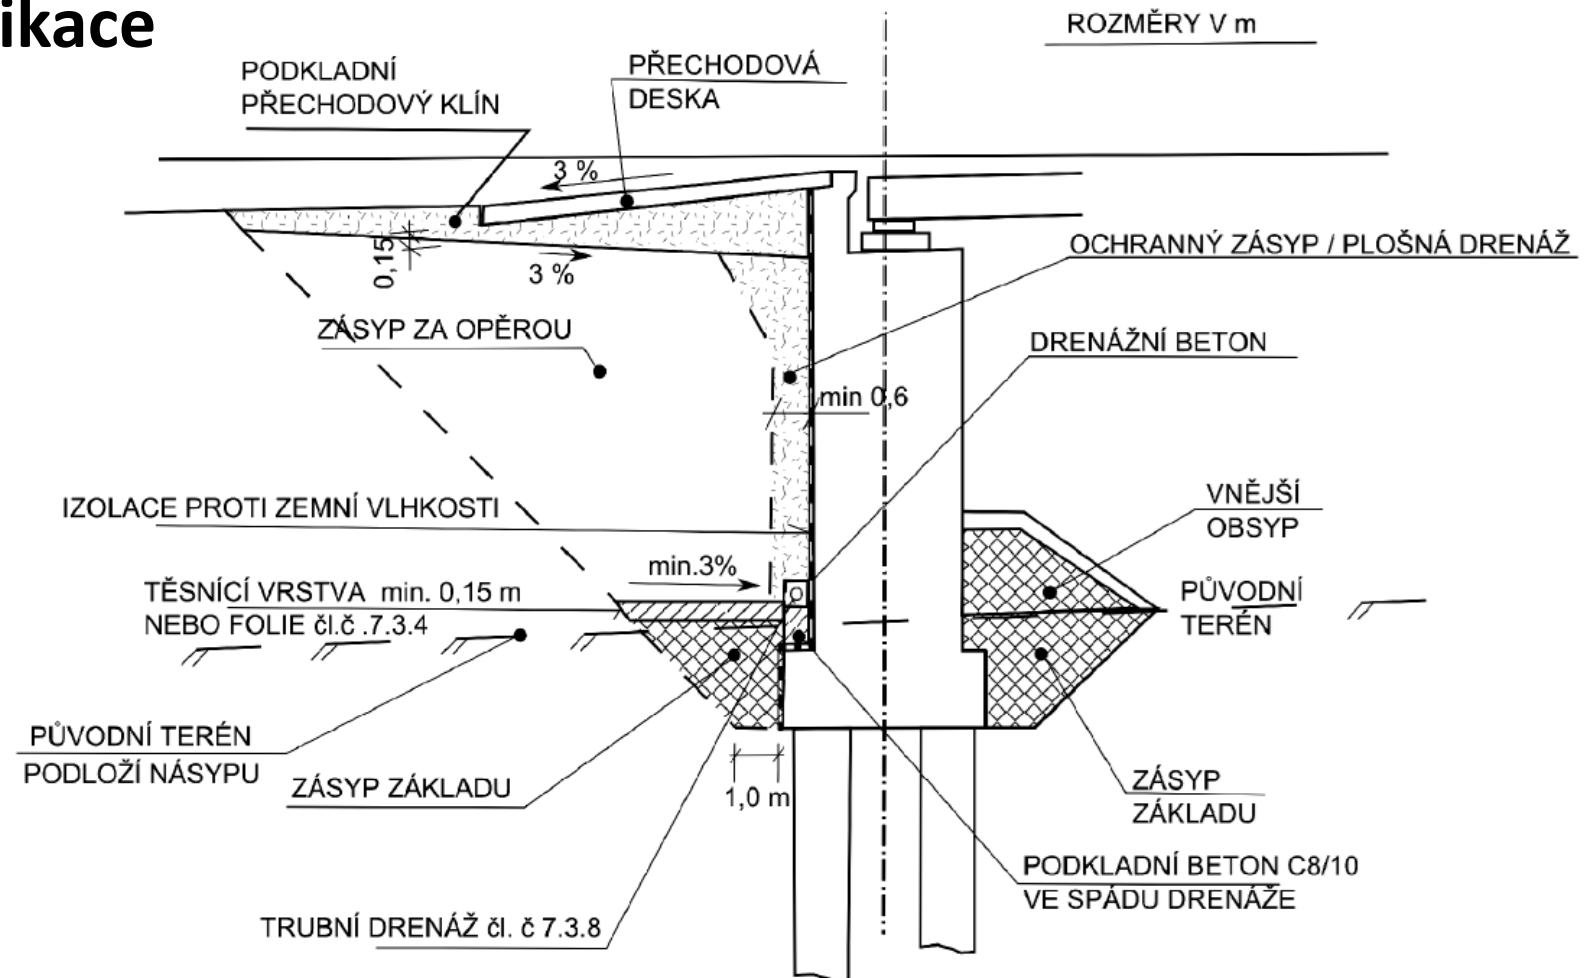 ikace
ROZMĚRY V m
PODKLADNÍ
PŘECHODOVÝ KLÍN
PŘECHODOVÁ
DESKA
3 %
0,15
3 %
OCHRANNÝ ZÁSYP / PLOŠNÁ DRENÁŽ
ZÁSYP ZA OPĚROU
DRENÁŽNÍ BETON
min 0,6
IZOLACE PROTI ZEMNÍ VLHKOSTI
VNĚJŠÍ
OBSYP
min.3%
TĚSNÍCÍ VRSTVA min. 0,15 m
NEBO FOLIE čl.č .7.3.4
PŮVODNÍ
TERÉN
PŮVODNÍ TERÉN
PODLOŽÍ NÁSYPU
ZÁSYP ZÁKLADU
1,0 m
ZÁSYP
ZÁKLADU
PODKLADNÍ BETON C8/10
VE SPÁDU DRENÁŽE
TRUBNÍ DRENÁŽ čl. č 7.3.8